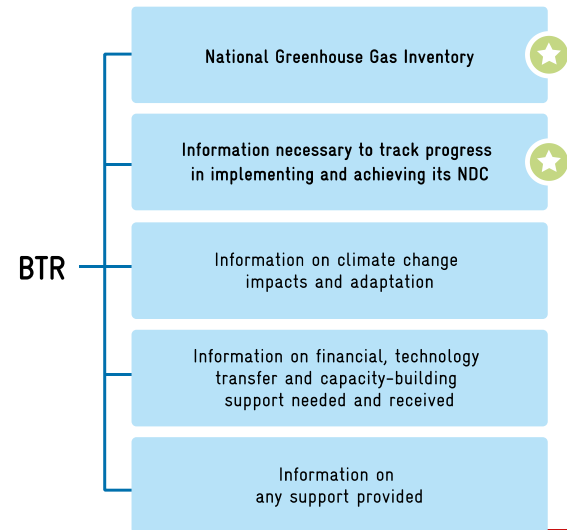 National Greenhouse Gas Inventory
Information necessary to track progress
in implementing and achieving its NDC
BTR
Information on climate change
impacts and adaptation
Information on financial, technology
transfer and capacity-building
support needed and received
Information on
any support provided